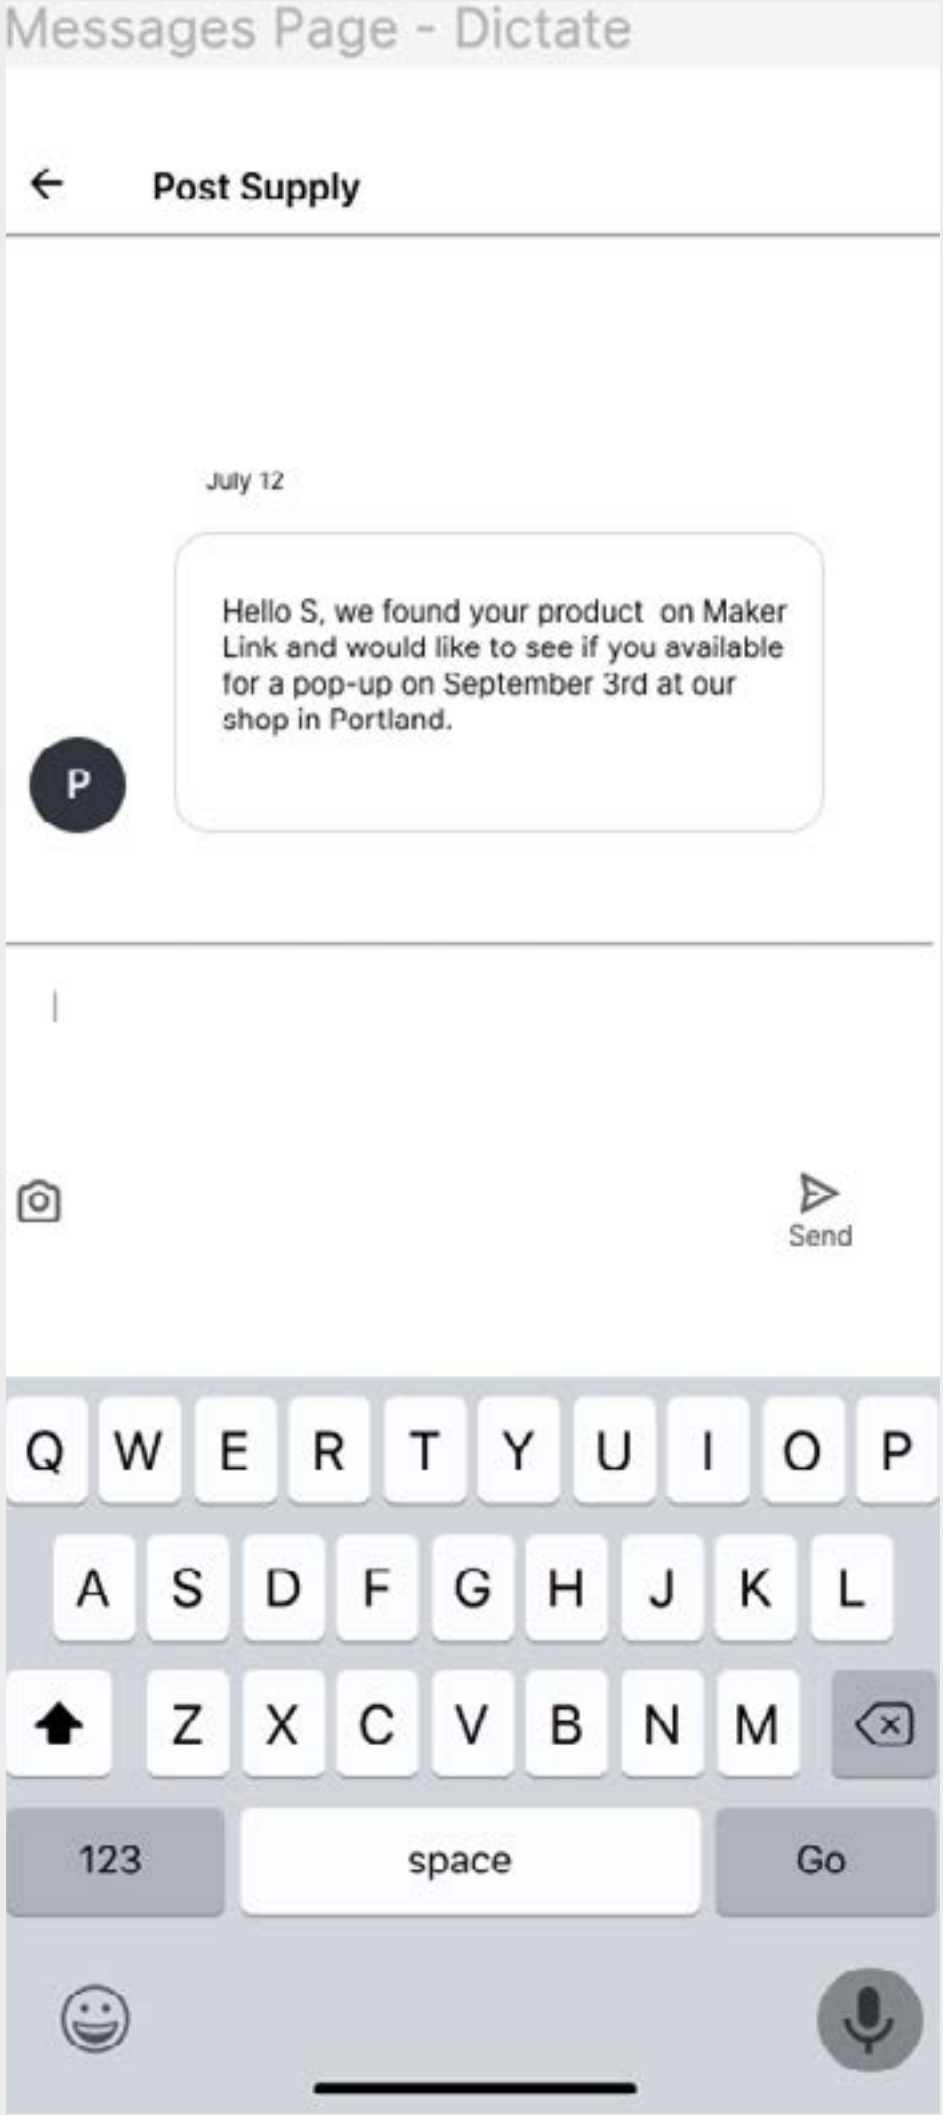 Messages Page - Dictate
Post Supply
July 12
Hello S, we found your product  on Maker
Link and would like to see if you available
for a pop-up on September 3rd at our
shop in Portland.
P
Send
Q W E R T Y U I O P
A S D F G H J K L
Z X C V B N M
123 space Go